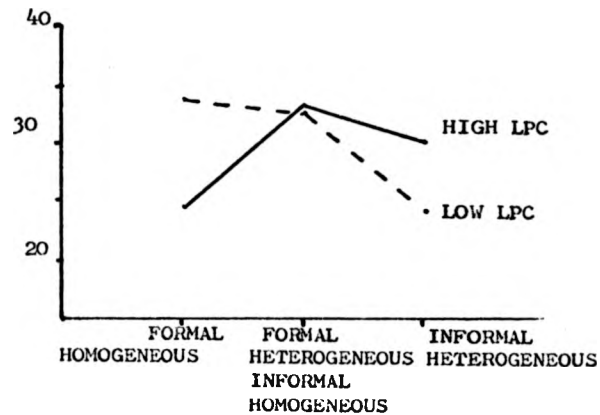 40
30
20
HIGH LPC
LOW LPC
FORMAL
HOMOGENEOUS
FORMAL
HETEROGENEOUS
INFORMAL
HOMOGENEOUS
INFORMAL
HETEROGENEOUS